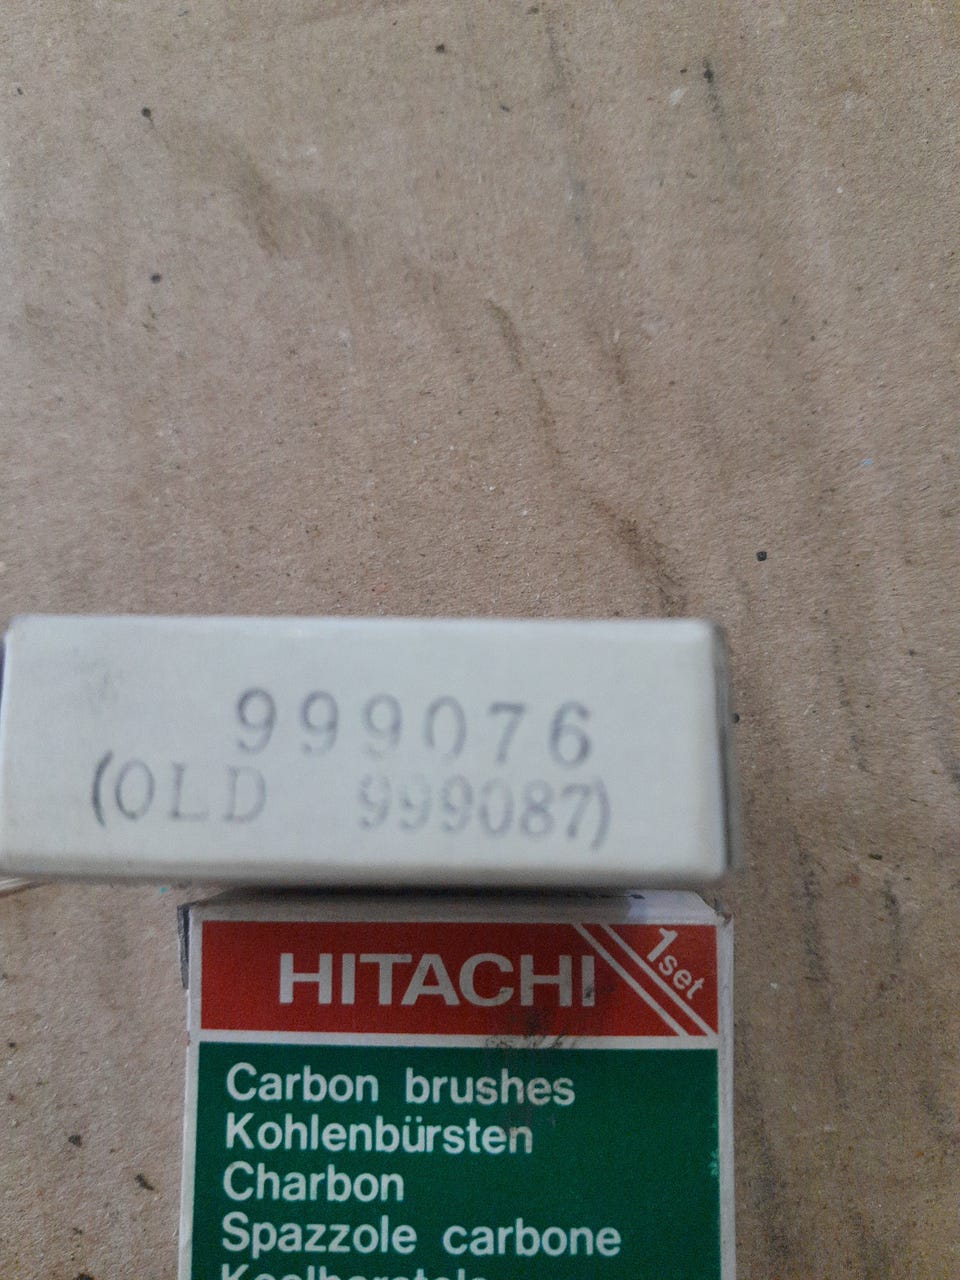 999076
(OLD 999087)
HITACHI
1set
Carbon brushes
Kohlenbürsten
Charbon
Spazzole carbone